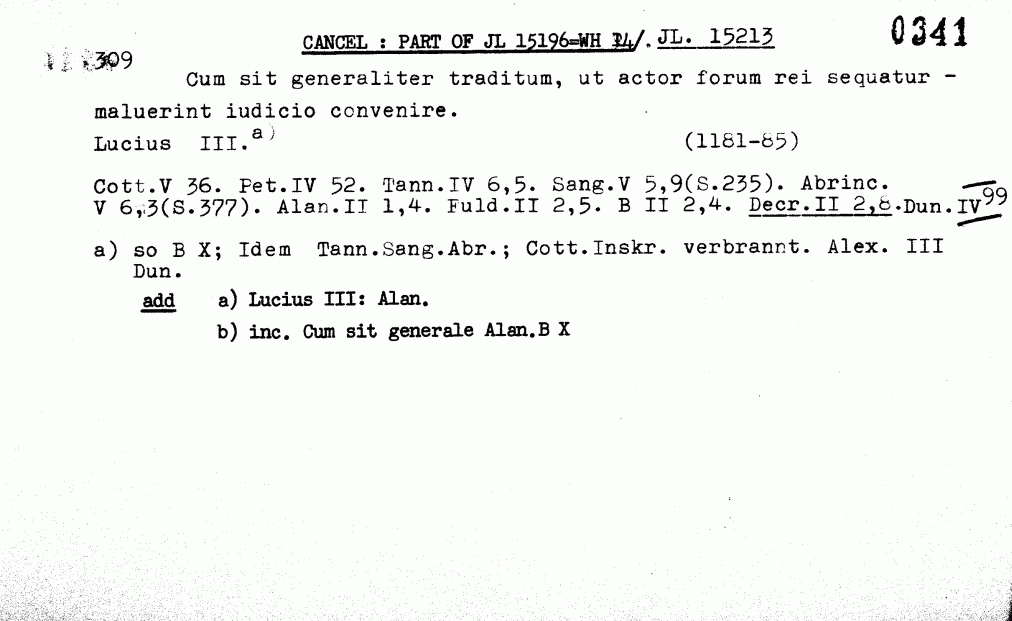 CANCEL : PART OF JL 15196=WH 14/. JL. 15213 0341
309
Cum sit generaliter traditum, ut actor forum rei sequatur –
maluerint iudicio convenire.
Lucius III.a) (1181-85)
Cott.V 36. Pet.IV 52. Tann.IV 6,5. Sang.V 5,9(S.235). Abrinc.
V 6,3(S.377). Alan.II 1,4. Fuld.II 2,5. B II 2,4. Decr.II 2,8.Dun.IV 99
a) so B X; Idem Tann.Sang.Abr.; Cott.Inskr. verbrannt. Alex. III
Dun.
add a) Lucius III: Alan.
b) inc. Cum sit generale Alan.B X